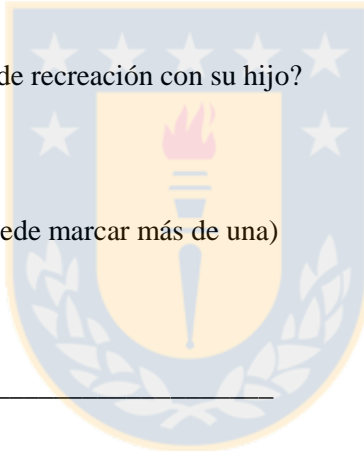 de recreación con su hijo?
ede marcar más de una)